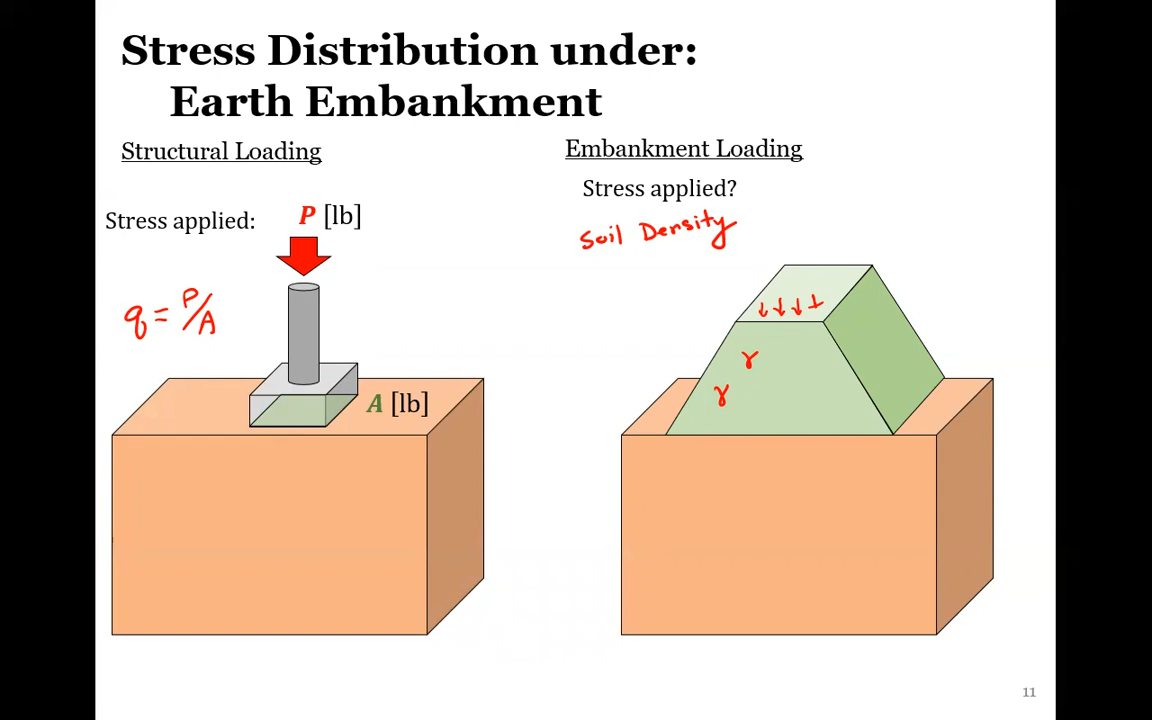 Stress Distribution under:
Earth Embankment
Structural Loading
Stress applied:
P [lb]
q = P/A
A [lb]
Embankment Loading
Stress applied?
Soil Density
γ
γ
11